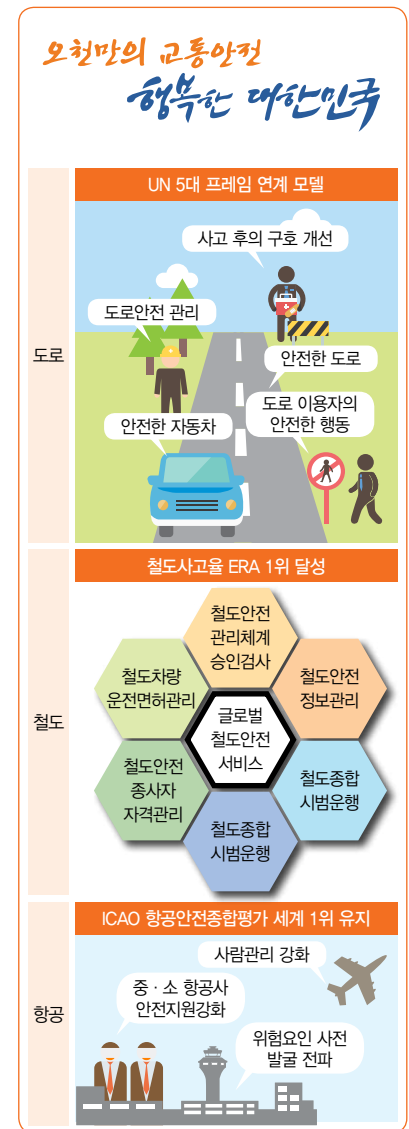 오천만의 교통안전
행복한 대한민국
도로
UN 5대 프레임 연계 모델
사고 후의 구호 개선
도로안전 관리
안전한 도로
도로 이용자의
안전한 행동
안전한 자동차
철도
철도사고율 ERA 1위 달성
철도안전
관리체계
승인검사
철도차량
운전면허관리
철도안전
정보관리
글로벌
철도안전
서비스
철도안전
종사자
자격관리
철도종합
시범운행
철도종합
시범운행
항공
ICAO 항공안전종합평가 세계 1위 유지
사람관리 강화
중 · 소 항공사
안전지원강화
위험요인 사전
발굴 전파